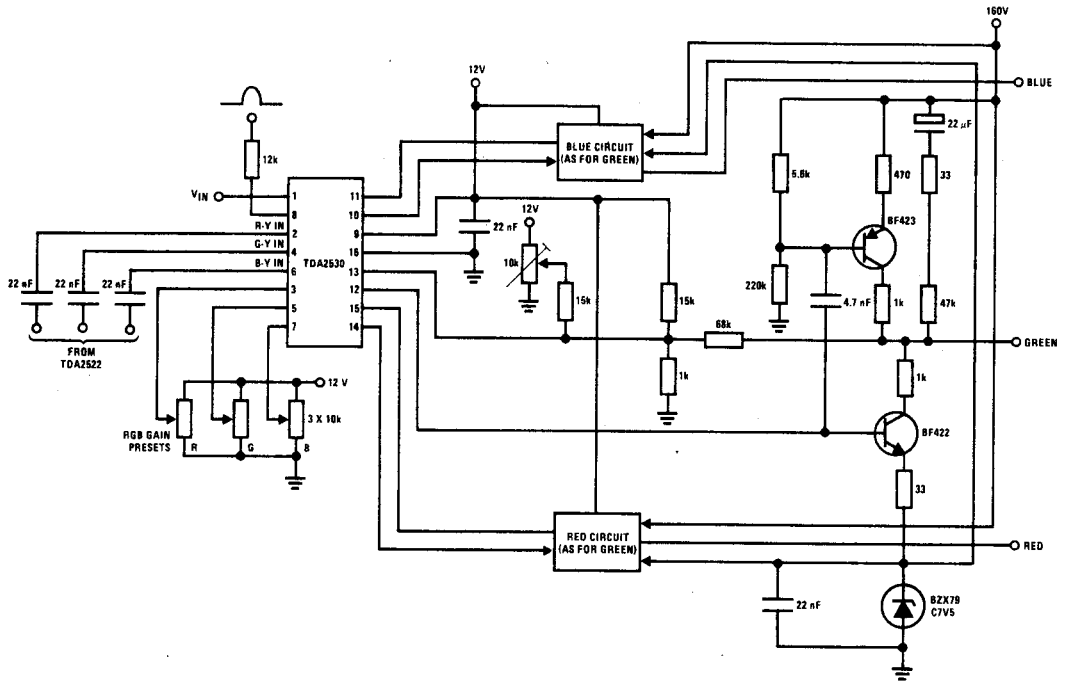 160V
12V
BLUE
12k
BLUE CIRCUIT
(AS FOR GREEN)
22 µF
5.6k
470
33
VIN
1
8
R-Y IN
2
G-Y IN
4
B-Y IN
6
3
5
7
TDA2530
11
10
9
16
13
12
15
14
22 nF
12V
10k
BF423
22 nF
22 nF
22 nF
15k
15k
220k
4.7 nF
1k
47k
68k
GREEN
FROM
TDA2522
1k
1k
12 V
3 X 10k
RGB GAIN
PRESETS
R
G
B
BF422
33
RED CIRCUIT
(AS FOR GREEN)
RED
22 nF
BZX79
C7V5